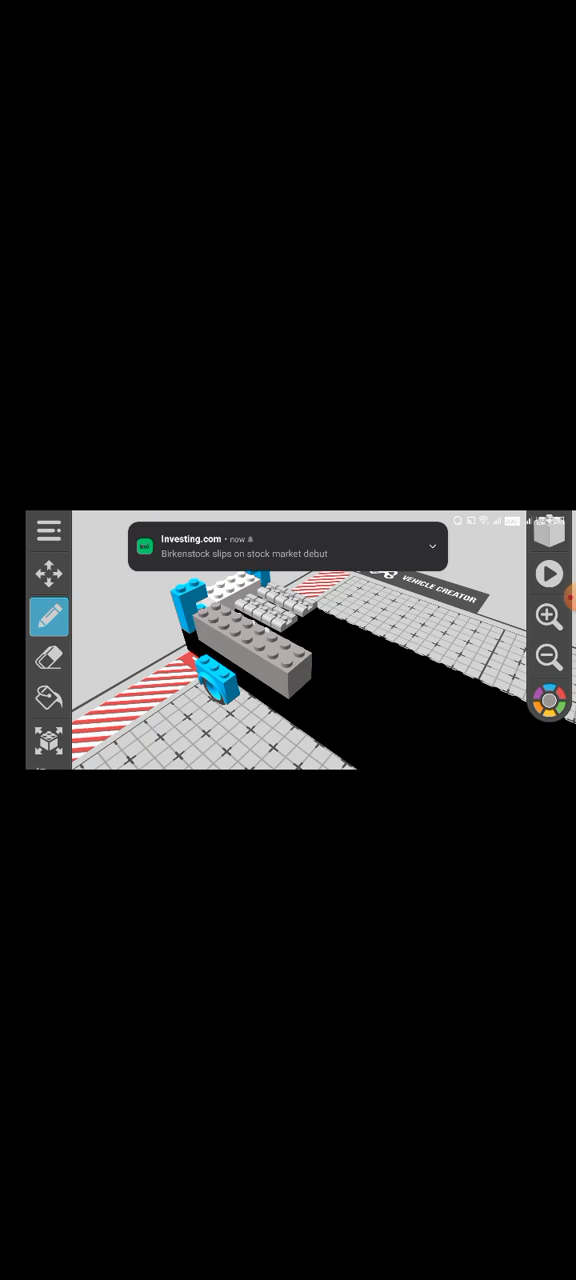 Investing.com • now
Birkenstock slips on stock market debut
VEHICLE CREATOR